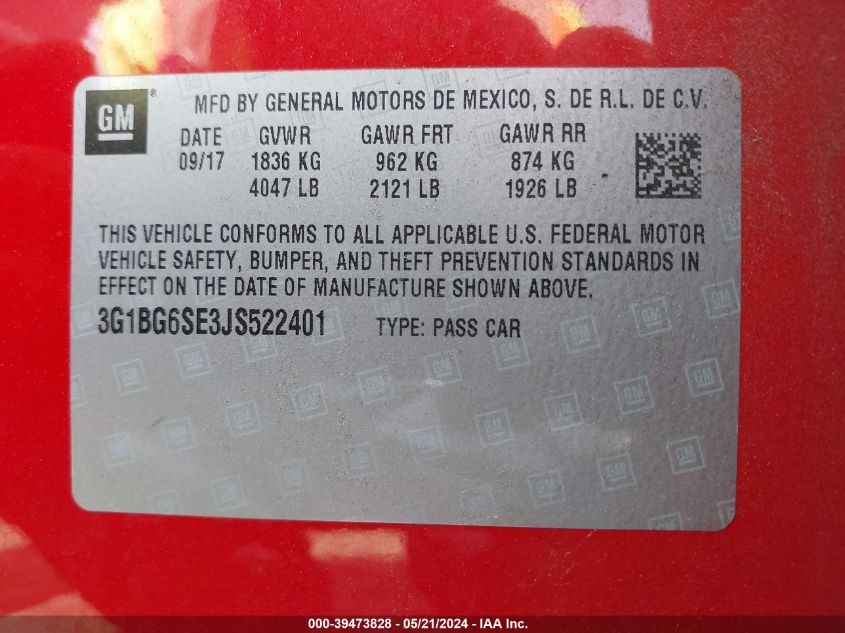 GM
MFD BY GENERAL MOTORS DE MEXICO, S. DE R.L. DE C.V.
DATE GVWR GAWR FRT GAWR RR
09/17 1836 KG 962 KG 874 KG
4047 LB 2121 LB 1926 LB
THIS VEHICLE CONFORMS TO ALL APPLICABLE U.S. FEDERAL MOTOR
VEHICLE SAFETY, BUMPER, AND THEFT PREVENTION STANDARDS IN
EFFECT ON THE DATE OF MANUFACTURE SHOWN ABOVE.
3G1BG6SE3JS522401 TYPE: PASS CAR
000-39473828 - 05/21/2024 - IAA Inc.